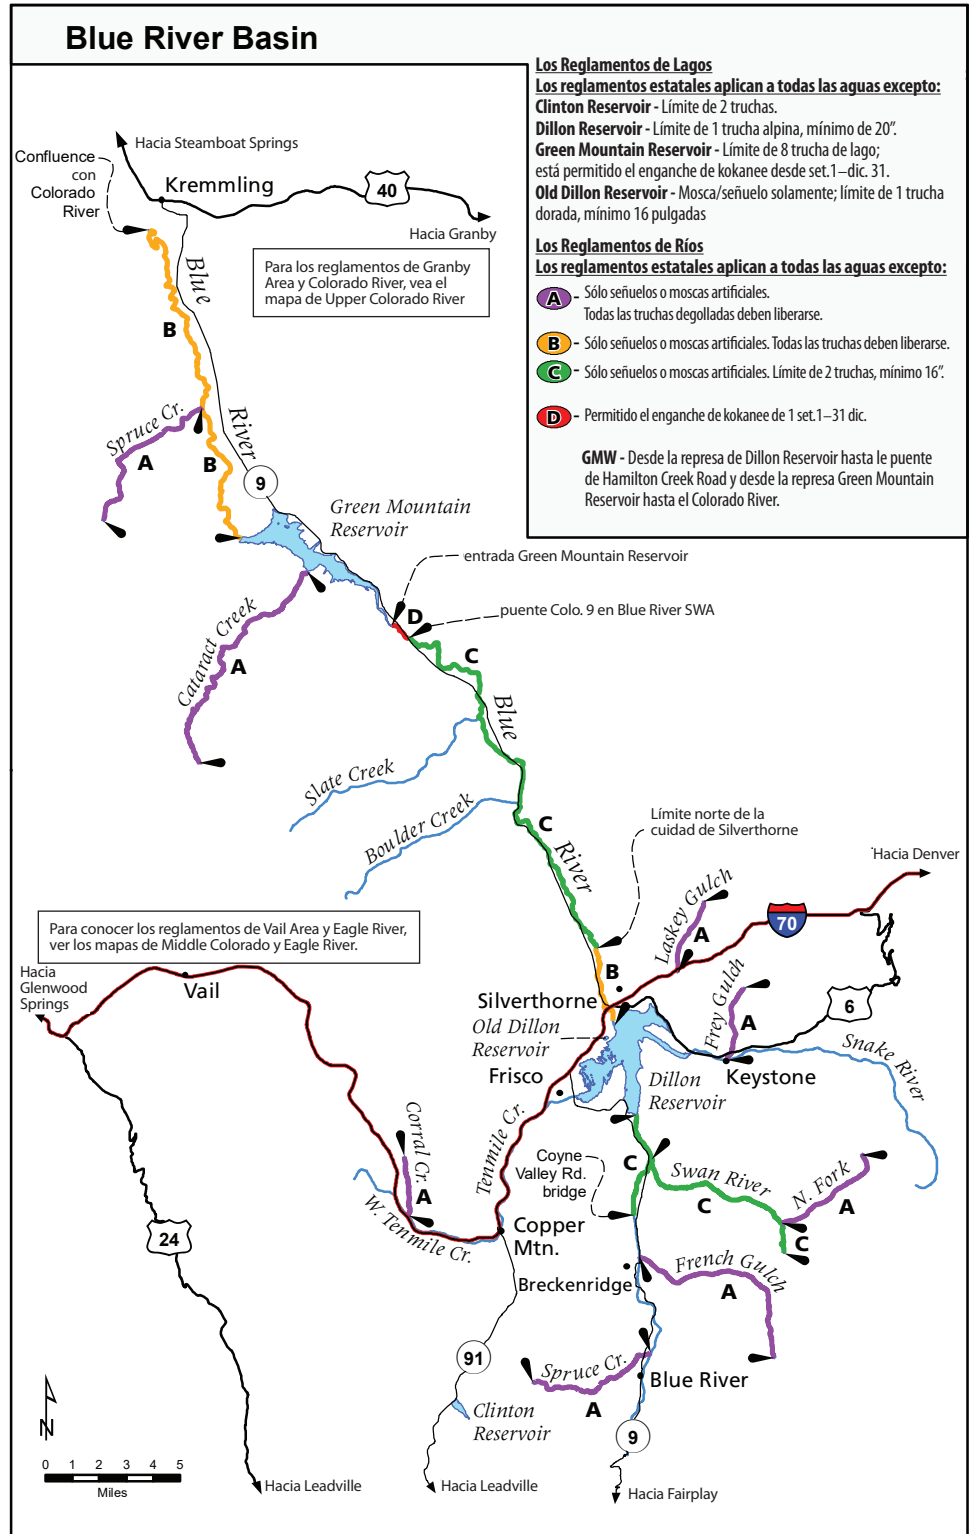 Blue River Basin
Los Reglamentos de Lagos
Los reglamentos estatales aplican a todas las aguas excepto:
Clinton Reservoir - Límite de 2 truchas.
Dillon Reservoir - Límite de 1 trucha alpina, mínimo de 20”.
Green Mountain Reservoir - Límite de 8 trucha de lago;
está permitido el enganche de kokanee desde set.1–dic. 31.
Old Dillon Reservoir - Mosca/señuelo solamente; límite de 1 trucha
dorada, mínimo 16 pulgadas
Los Reglamentos de Ríos
Los reglamentos estatales aplican a todas las aguas excepto:
A - Sólo señuelos o moscas artificiales.
Todas las truchas degolladas deben liberarse.
B - Sólo señuelos o moscas artificiales. Todas las truchas deben liberarse.
C - Sólo señuelos o moscas artificiales. Límite de 2 truchas, mínimo 16”.
D - Permitido el enganche de kokanee de 1 set.1–31 dic.
GMW - Desde la represa de Dillon Reservoir hasta le puente
de Hamilton Creek Road y desde la represa Green Mountain
Reservoir hasta el Colorado River.
Hacia Steamboat Springs
Confluence
con
Colorado
River
Kremmling
40
Hacia Granby
Para los reglamentos de Granby
Area y Colorado River, vea el
mapa de Upper Colorado River
Blue
B
River
Spruce Cr.
A
B
9
Green Mountain
Reservoir
entrada Green Mountain Reservoir
puente Colo. 9 en Blue River SWA
D
C
Cataract Creek
A
Blue
Slate Creek
Boulder Creek
C
River
Límite norte de la
cuidad de Silverthorne
Hacia Denver
Laskey Gulch
A
70
Para conocer los reglamentos de Vail Area y Eagle River,
ver los mapas de Middle Colorado y Eagle River.
Hacia
Glenwood
Springs
Vail
B
Silverthorne
Frey Gulch
A
6
Old Dillon
Reservoir
Snake River
Frisco
Keystone
Dillon
Reservoir
Corral Cr.
A
Tenmile Cr.
W. Tenmile Cr.
Coyne
Valley Rd.
bridge
C
Swan River
C
N. Fork
A
C
24
Copper
Mtn.
Breckenridge
French Gulch
A
91
Spruce Cr.
A
Blue River
Clinton
Reservoir
9
N
0 1 2 3 4 5
Miles
Hacia Leadville
Hacia Leadville
Hacia Fairplay